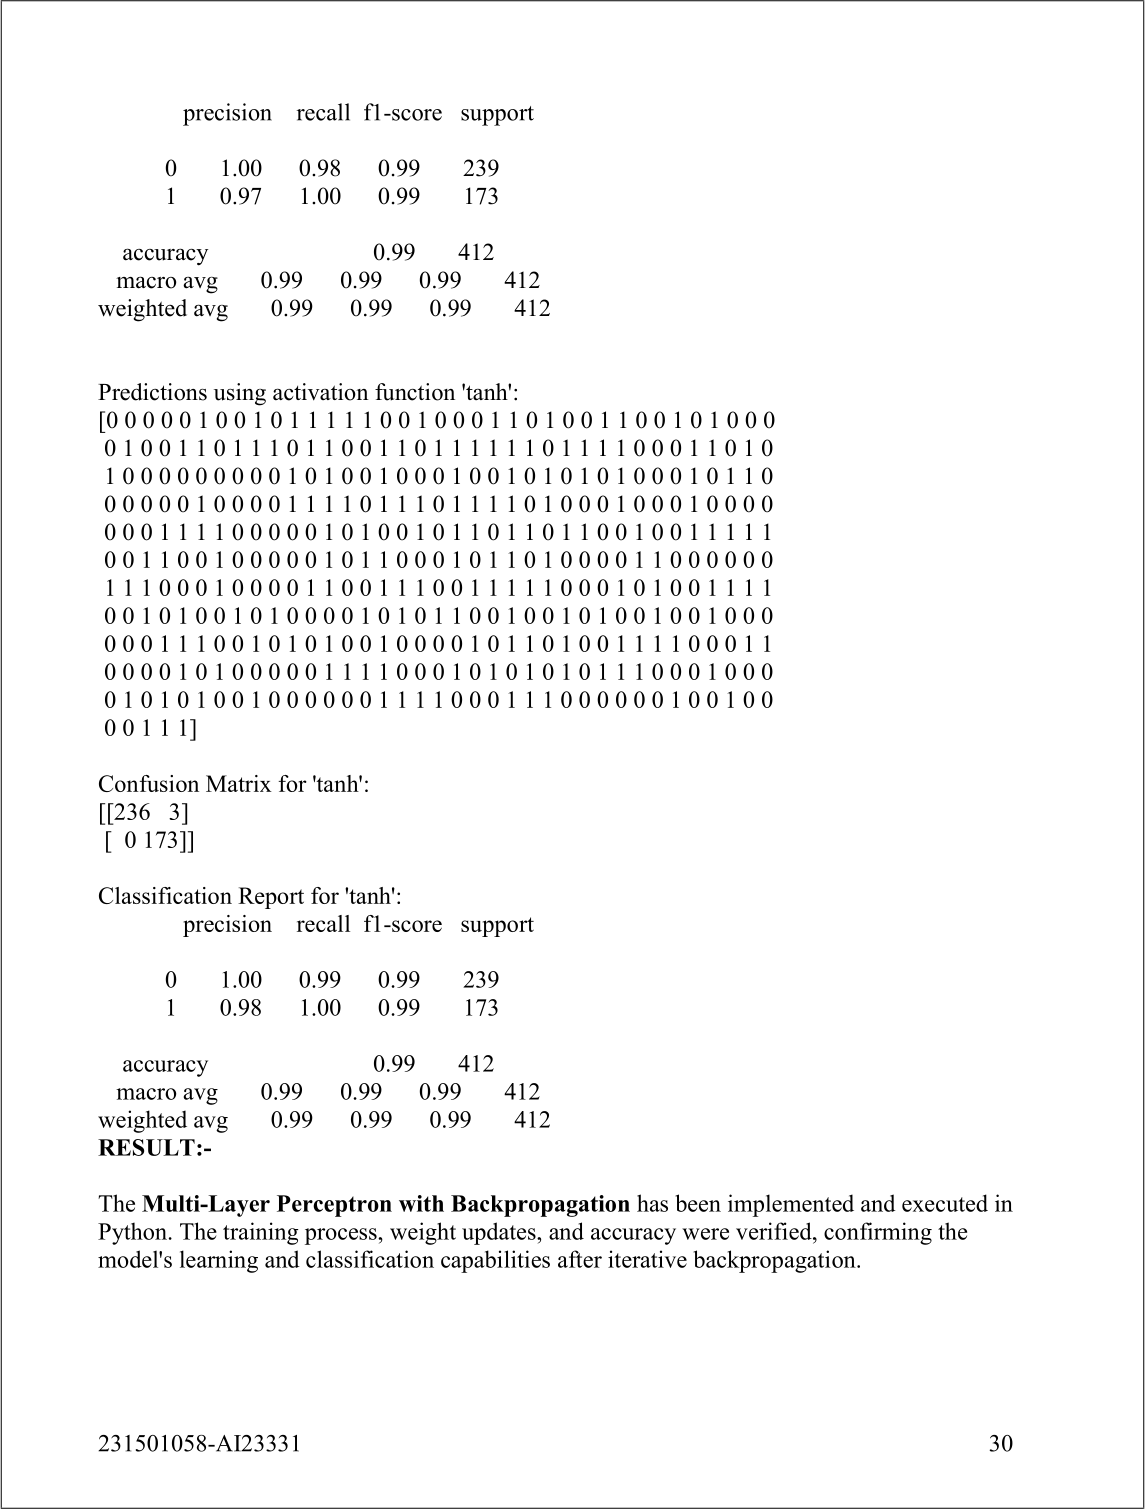 precision recall f1-score support
0 1.00 0.98 0.99 239
1 0.97 1.00 0.99 173
accuracy 0.99 412
macro avg 0.99 0.99 0.99 412
weighted avg 0.99 0.99 0.99 412
Predictions using activation function 'tanh':
[0 0 0 0 0 1 0 0 1 0 1 1 1 1 1 0 0 1 0 0 0 1 1 0 1 0 0 1 1 0 0 1 0 1 0 0 0
0 1 0 0 1 1 0 1 1 1 0 1 1 0 0 1 1 0 1 1 1 1 1 1 0 1 1 1 1 0 0 0 1 1 0 1 0
1 0 0 0 0 0 0 0 0 0 1 0 1 0 0 1 0 0 0 1 0 0 1 0 1 0 1 0 1 0 0 0 1 0 1 1 0
0 0 0 0 0 1 0 0 0 0 1 1 1 1 0 1 1 1 0 1 1 1 1 0 1 0 0 0 1 0 0 0 1 0 0 0 0
0 0 0 1 1 1 1 0 0 0 0 0 1 0 1 0 0 1 0 1 1 0 1 1 0 1 1 0 0 1 0 0 1 1 1 1 1
0 0 1 1 0 0 1 0 0 0 0 0 1 0 1 1 0 0 0 1 0 1 1 0 1 0 0 0 0 1 1 0 0 0 0 0 0
1 1 1 0 0 0 1 0 0 0 0 1 1 0 0 1 1 1 0 0 1 1 1 1 1 0 0 0 1 0 1 0 0 1 1 1 1
0 0 1 0 1 0 0 1 0 1 0 0 0 0 1 0 1 0 1 1 0 0 1 0 0 1 0 1 0 0 1 0 0 1 0 0 0
0 0 0 1 1 1 0 0 1 0 1 0 1 0 0 1 0 0 0 0 1 0 1 1 0 1 0 0 1 1 1 1 0 0 0 1 1
0 0 0 0 1 0 1 0 0 0 0 0 1 1 1 1 0 0 0 1 0 1 0 1 0 1 0 1 1 1 0 0 0 1 0 0 0
0 1 0 1 0 1 0 0 1 0 0 0 0 0 0 1 1 1 1 0 0 0 1 1 1 0 0 0 0 0 0 1 0 0 1 0 0
0 0 1 1 1]
Confusion Matrix for 'tanh':
[[236 3]
[ 0 173]]
Classification Report for 'tanh':
precision recall f1-score support
0 1.00 0.99 0.99 239
1 0.98 1.00 0.99 173
accuracy 0.99 412
macro avg 0.99 0.99 0.99 412
weighted avg 0.99 0.99 0.99 412
RESULT:-
The Multi-Layer Perceptron with Backpropagation has been implemented and executed in
Python. The training process, weight updates, and accuracy were verified, confirming the
model's learning and classification capabilities after iterative backpropagation.
231501058-AI23331 30